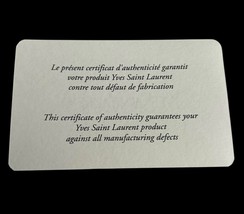 Le présent certificat d'authenticité garantis
votre produit Yves Saint Laurent
contre tout défaut de fabrication
This certificate of authenticity guarantees your
Yves Saint Laurent product
against all manufacturing defects